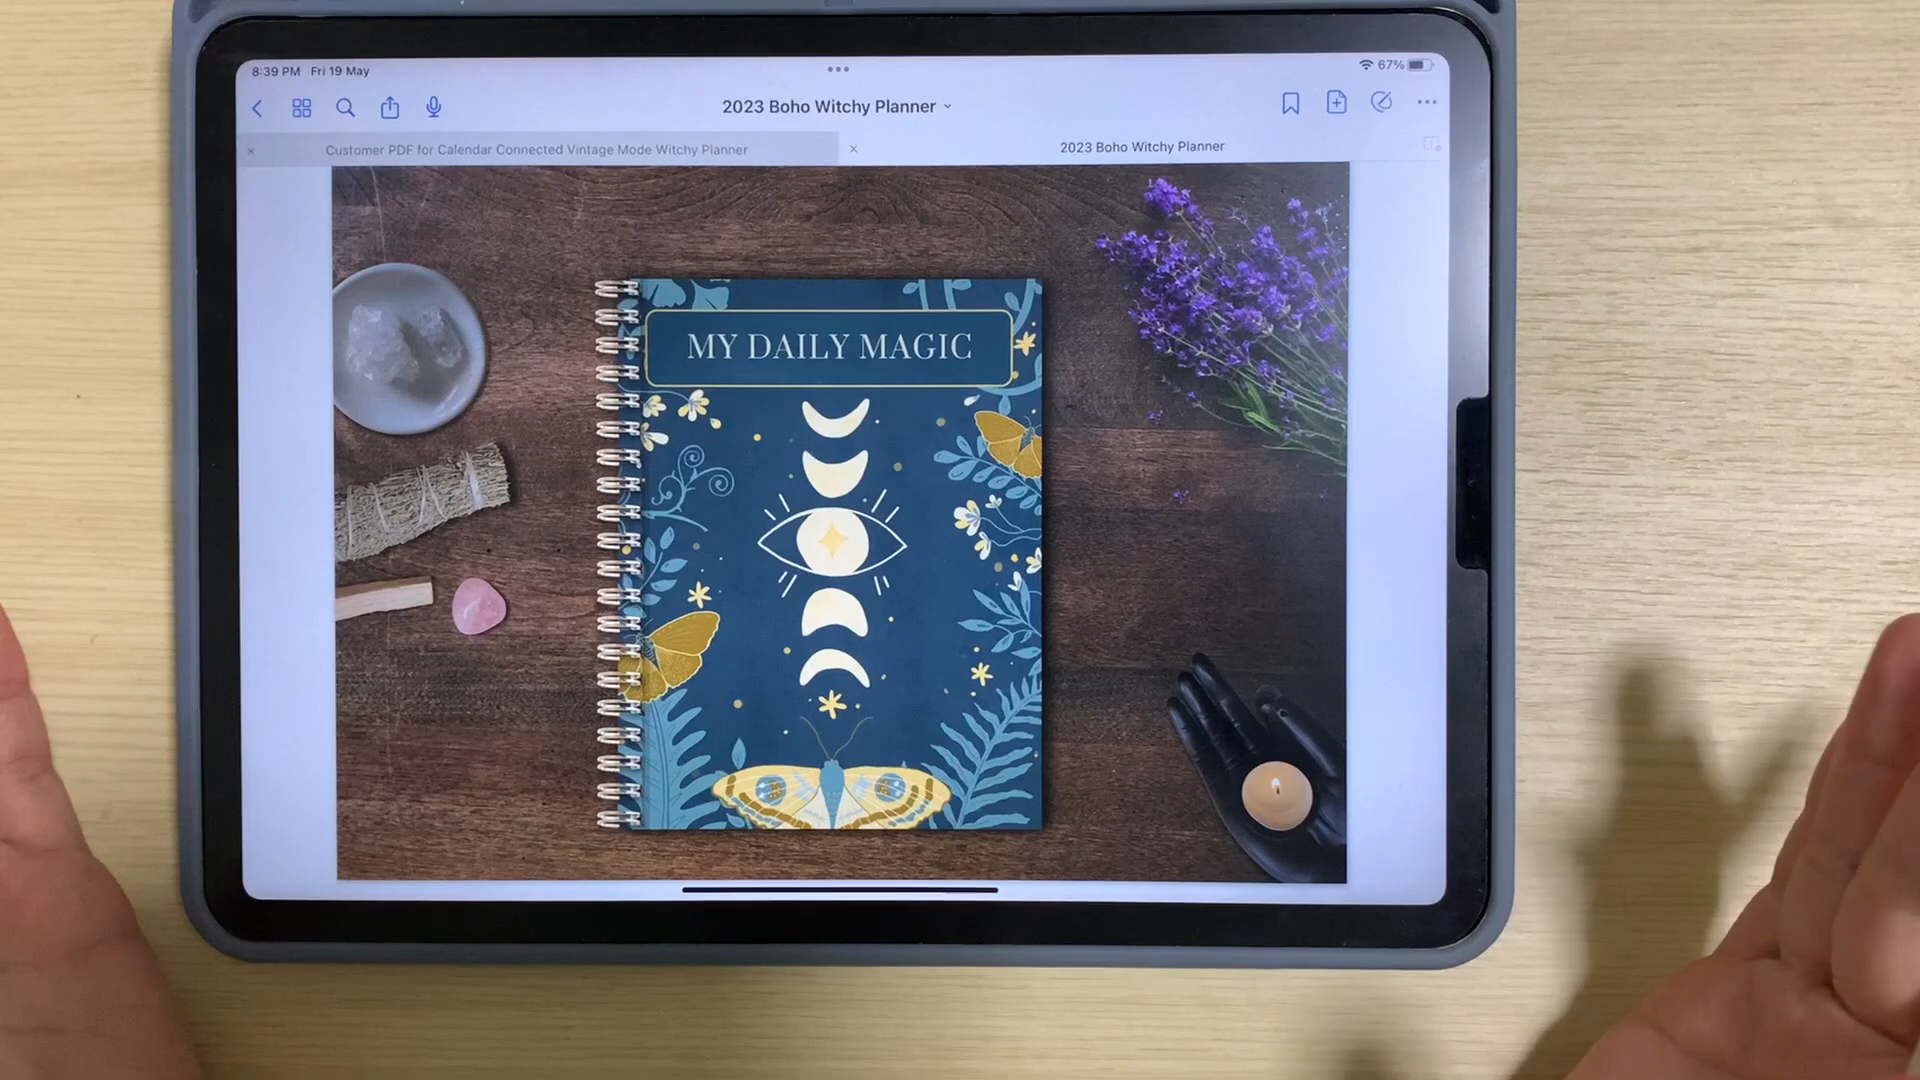 8:39 PM Fri 19 May
67%
2023 Boho Witchy Planner
Customer PDF for Calendar Connected Vintage Mode Witchy Planner
2023 Boho Witchy Planner
MY DAILY MAGIC